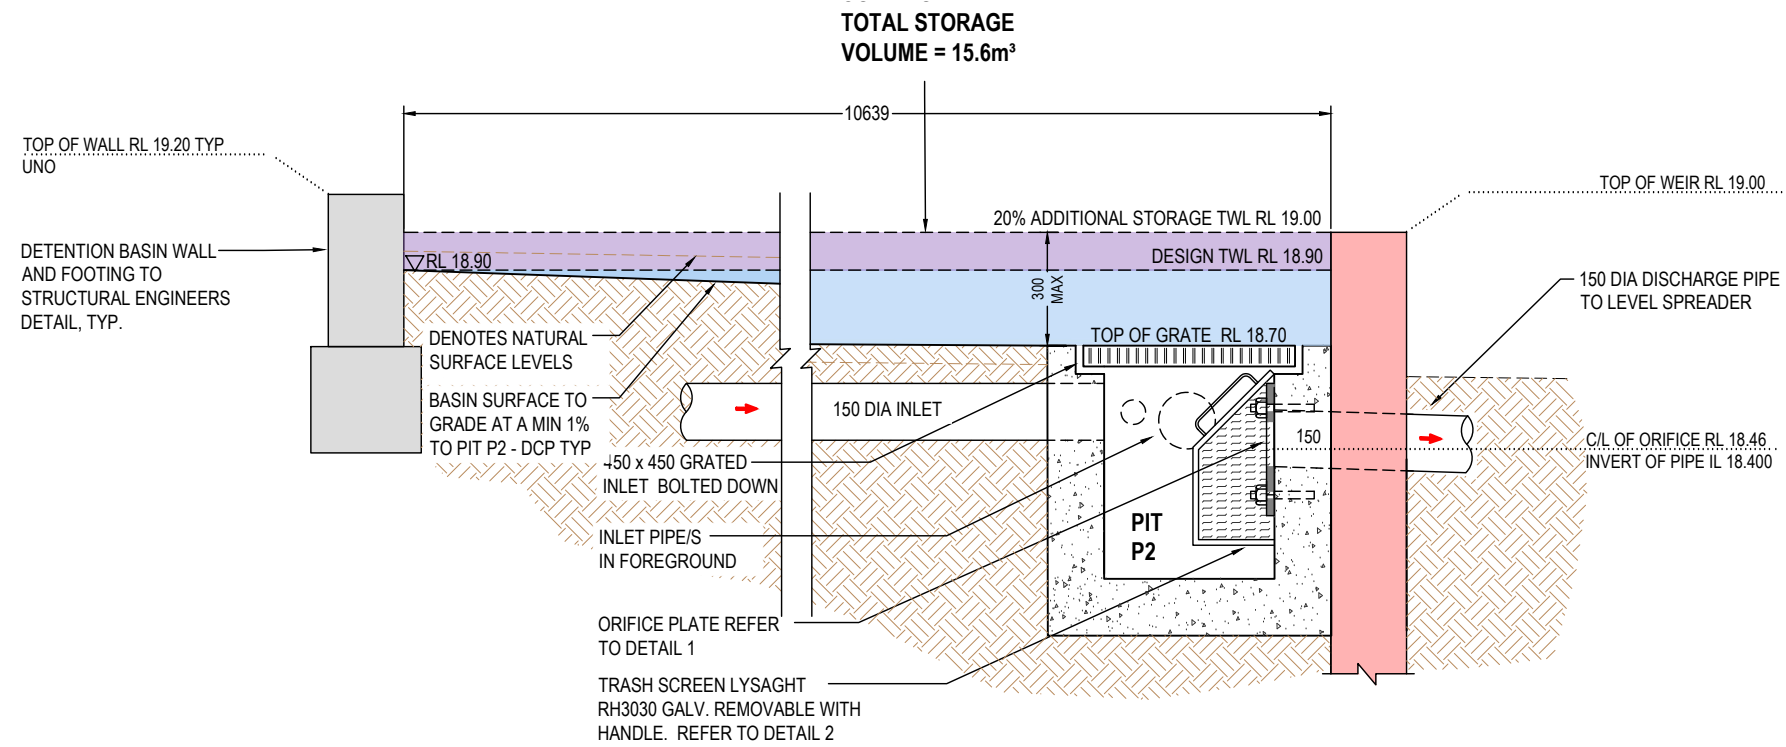 TOTAL STORAGE
VOLUME = 15.6m³
10639
TOP OF WALL RL 19.20 TYP
UNO
TOP OF WEIR RL 19.00
20% ADDITIONAL STORAGE TWL RL 19.00
DETENTION BASIN WALL
AND FOOTING TO
STRUCTURAL ENGINEERS
DETAIL, TYP.
RL 18.90
DESIGN TWL RL 18.90
300
MAX
150 DIA DISCHARGE PIPE
TO LEVEL SPREADER
DENOTES NATURAL
SURFACE LEVELS
TOP OF GRATE RL 18.70
BASIN SURFACE TO
GRADE AT A MIN 1%
TO PIT P2 - DCP TYP
150 DIA INLET
150
C/L OF ORIFICE RL 18.46
INVERT OF PIPE IL 18.400
450 x 450 GRATED
INLET BOLTED DOWN
PIT
P2
INLET PIPE/S
IN FOREGROUND
ORIFICE PLATE REFER
TO DETAIL 1
TRASH SCREEN LYSAGHT
RH3030 GALV. REMOVABLE WITH
HANDLE. REFER TO DETAIL 2